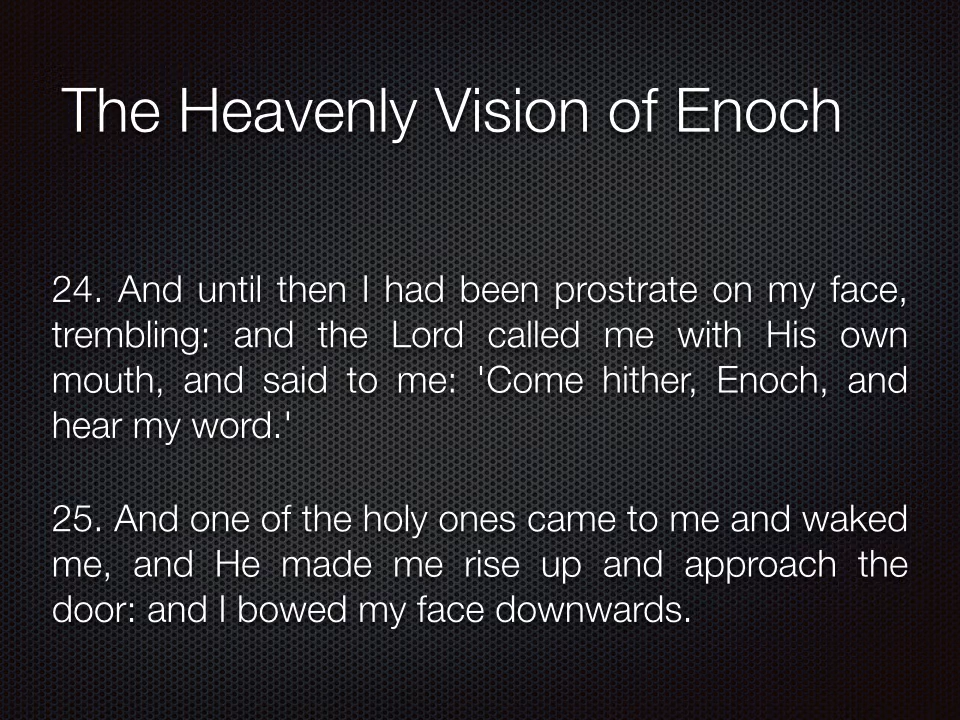 The Heavenly Vision of Enoch
24. And until then I had been prostrate on my face,
trembling: and the Lord called me with His own
mouth, and said to me: 'Come hither, Enoch, and
hear my word.'
25. And one of the holy ones came to me and waked
me, and He made me rise up and approach the
door: and I bowed my face downwards.